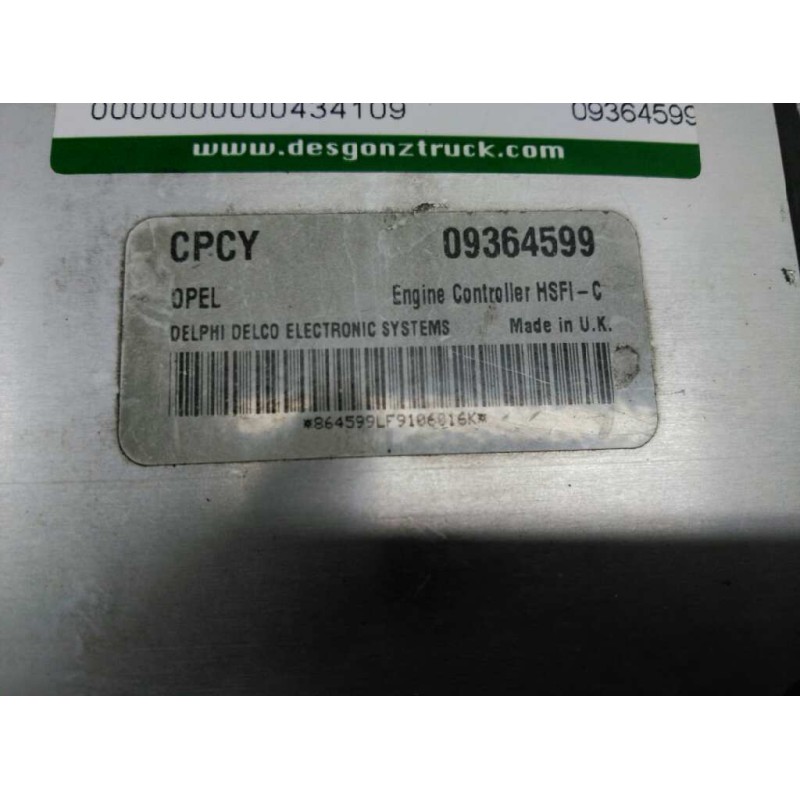 0000000000434109 09364599
www.desgonztruck.com
CPCY 09364599
OPEL Engine Controller HSFI-C
DELPHI DELCO ELECTRONIC SYSTEMS Made in U.K.
*864599LF9106016K*